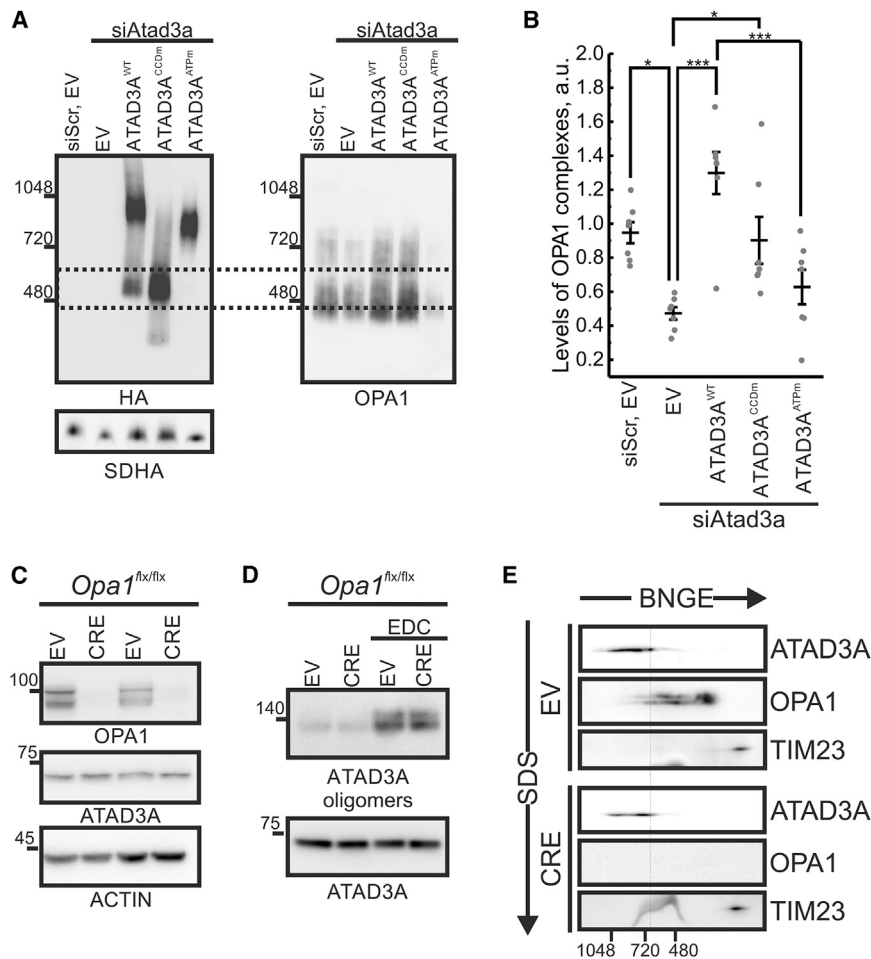 A
siAtad3a
siAtad3a
siScr, EV
EV
ATAD3A^WT
ATAD3A^CCDm
ATAD3A^ATPm
siScr, EV
EV
ATAD3A^WT
ATAD3A^CCDm
ATAD3A^ATPm
1048
720
480
1048
720
480
HA
OPA1
SDHA
B
Levels of OPA1 complexes, a.u.
2.0
1.8
1.6
1.4
1.2
1.0
0.8
0.6
0.4
0.2
*
***
*
***
siScr, EV
EV
ATAD3A^WT
ATAD3A^CCDm
ATAD3A^ATPm
siAtad3a
C
Opa1^flx/flx
EV
CRE
EV
CRE
100
OPA1
75
ATAD3A
45
ACTIN
D
Opa1^flx/flx
EDC
EV
CRE
EV
CRE
140
ATAD3A
oligomers
75
ATAD3A
E
BNGE
SDS
EV
ATAD3A
OPA1
TIM23
CRE
ATAD3A
OPA1
TIM23
1048 720 480